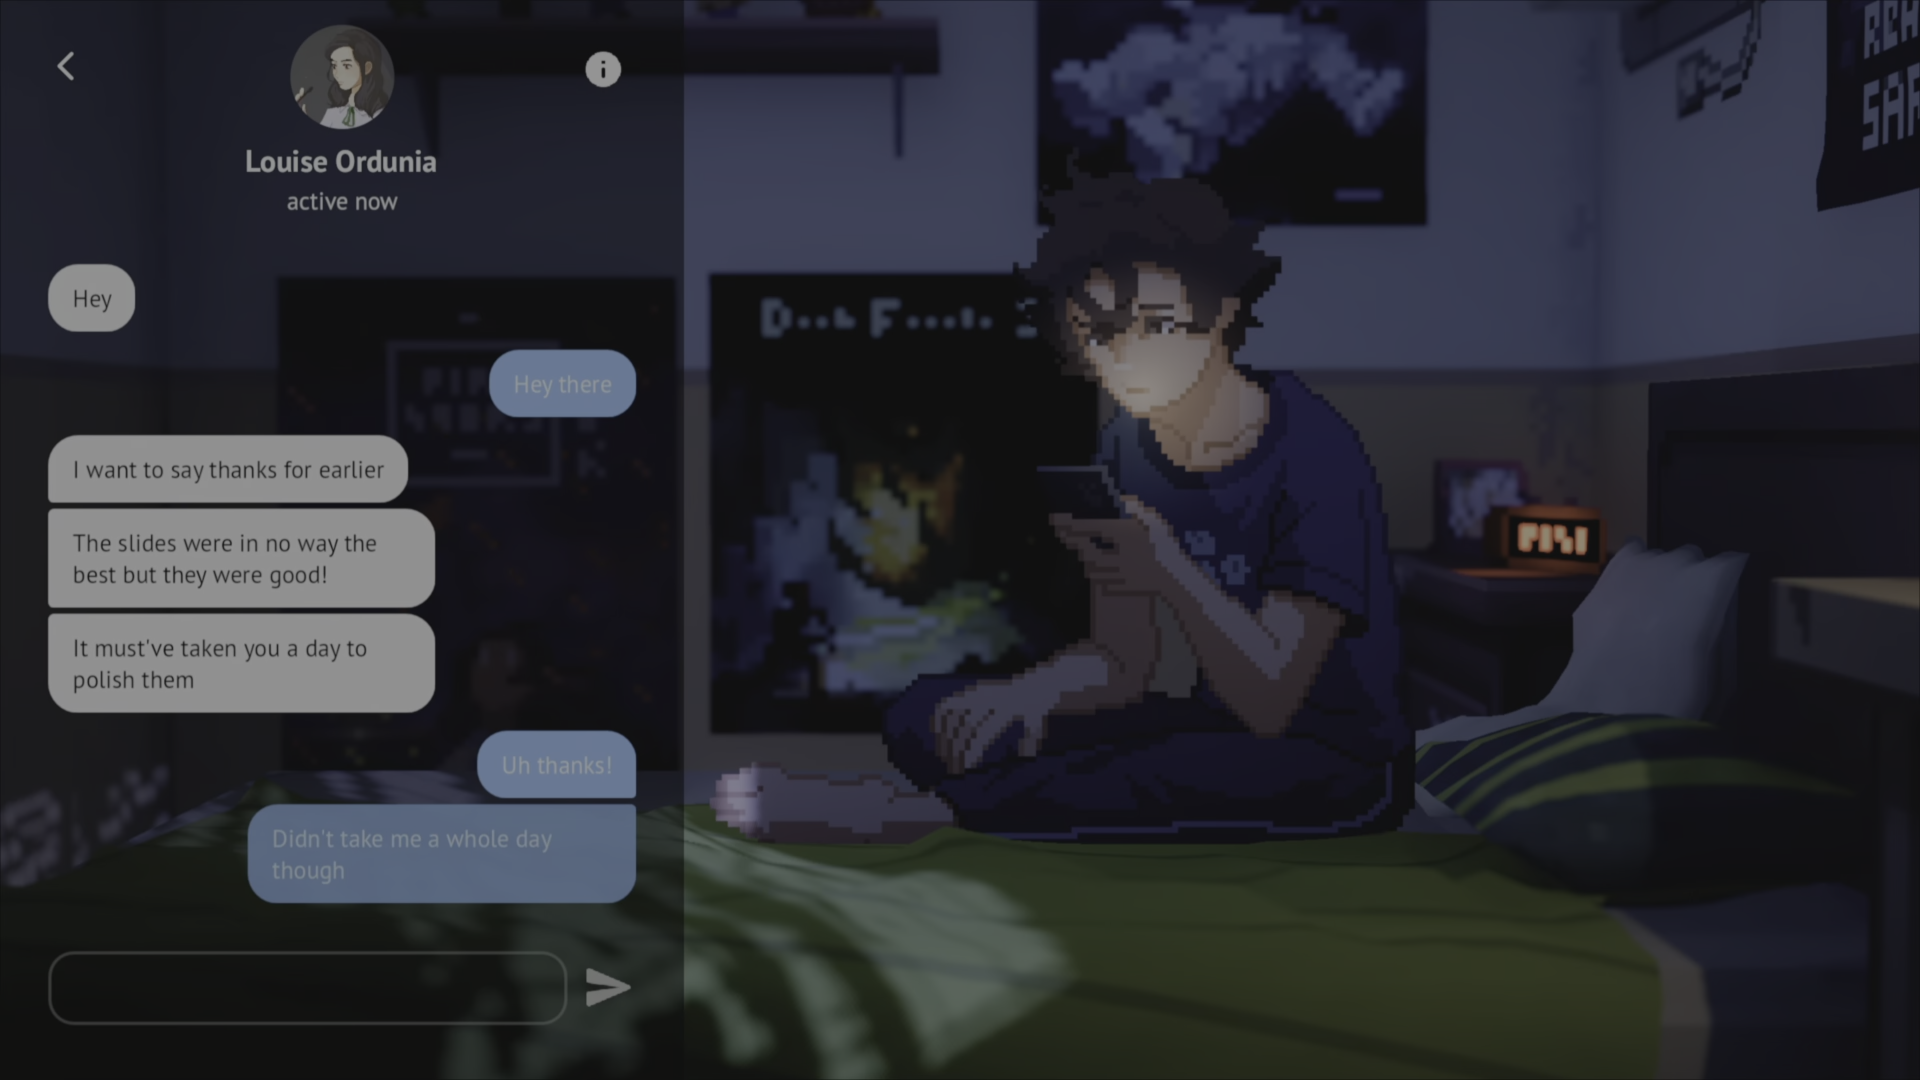 Louise Ordunia
active now
Hey
Hey there
I want to say thanks for earlier
The slides were in no way the
best but they were good!
It must've taken you a day to
polish them
Uh thanks!
Didn't take me a whole day
though